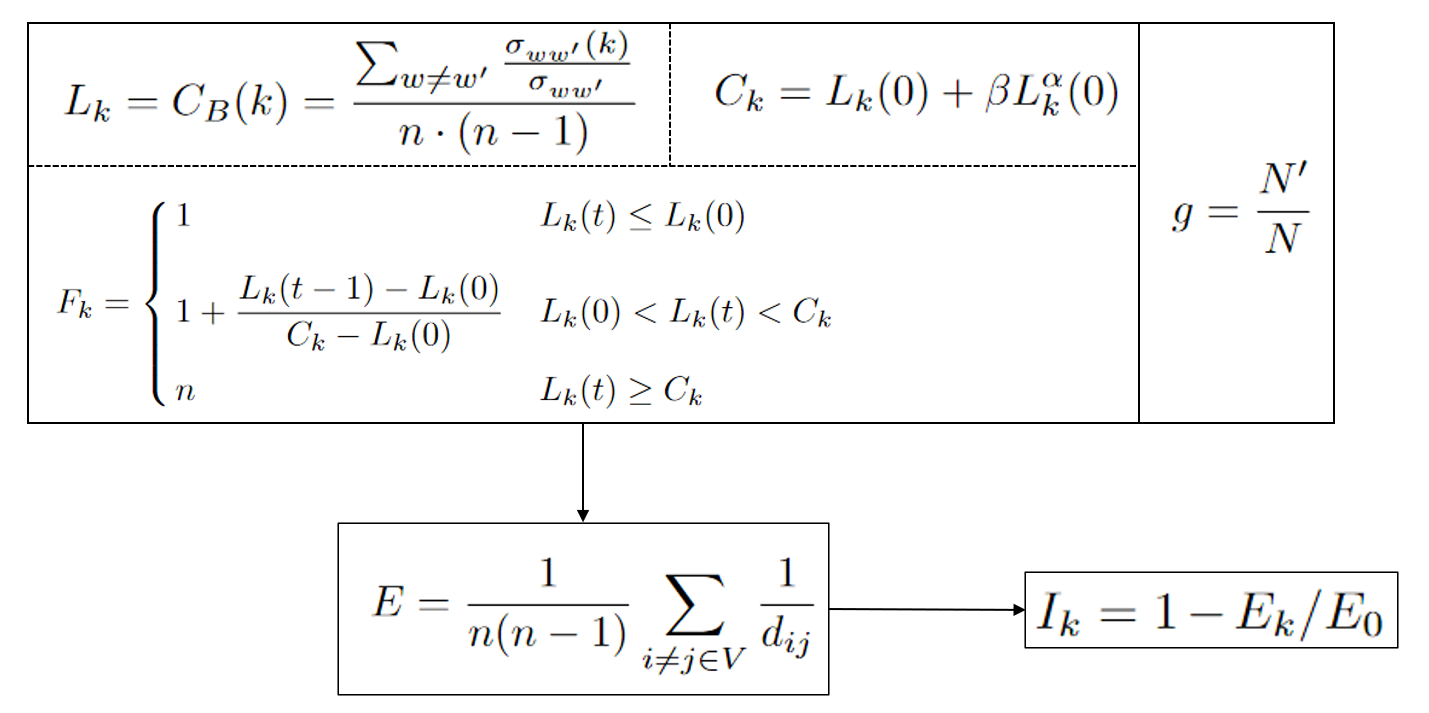 L_k = C_B(k) = \frac{\sum_{w \neq w'} \frac{\sigma_{ww'}(k)}{\sigma_{ww'}}}{n \cdot (n-1)}
C_k = L_k(0) + \beta L_k^{\alpha}(0)
g = \frac{N'}{N}
F_k = \begin{cases} 1 & L_k(t) \leq L_k(0) \\ 1 + \frac{L_k(t-1) - L_k(0)}{C_k - L_k(0)} & L_k(0) < L_k(t) < C_k \\ n & L_k(t) \geq C_k \end{cases}
E = \frac{1}{n(n-1)} \sum_{i \neq j \in V} \frac{1}{d_{ij}}
I_k = 1 - E_k/E_0